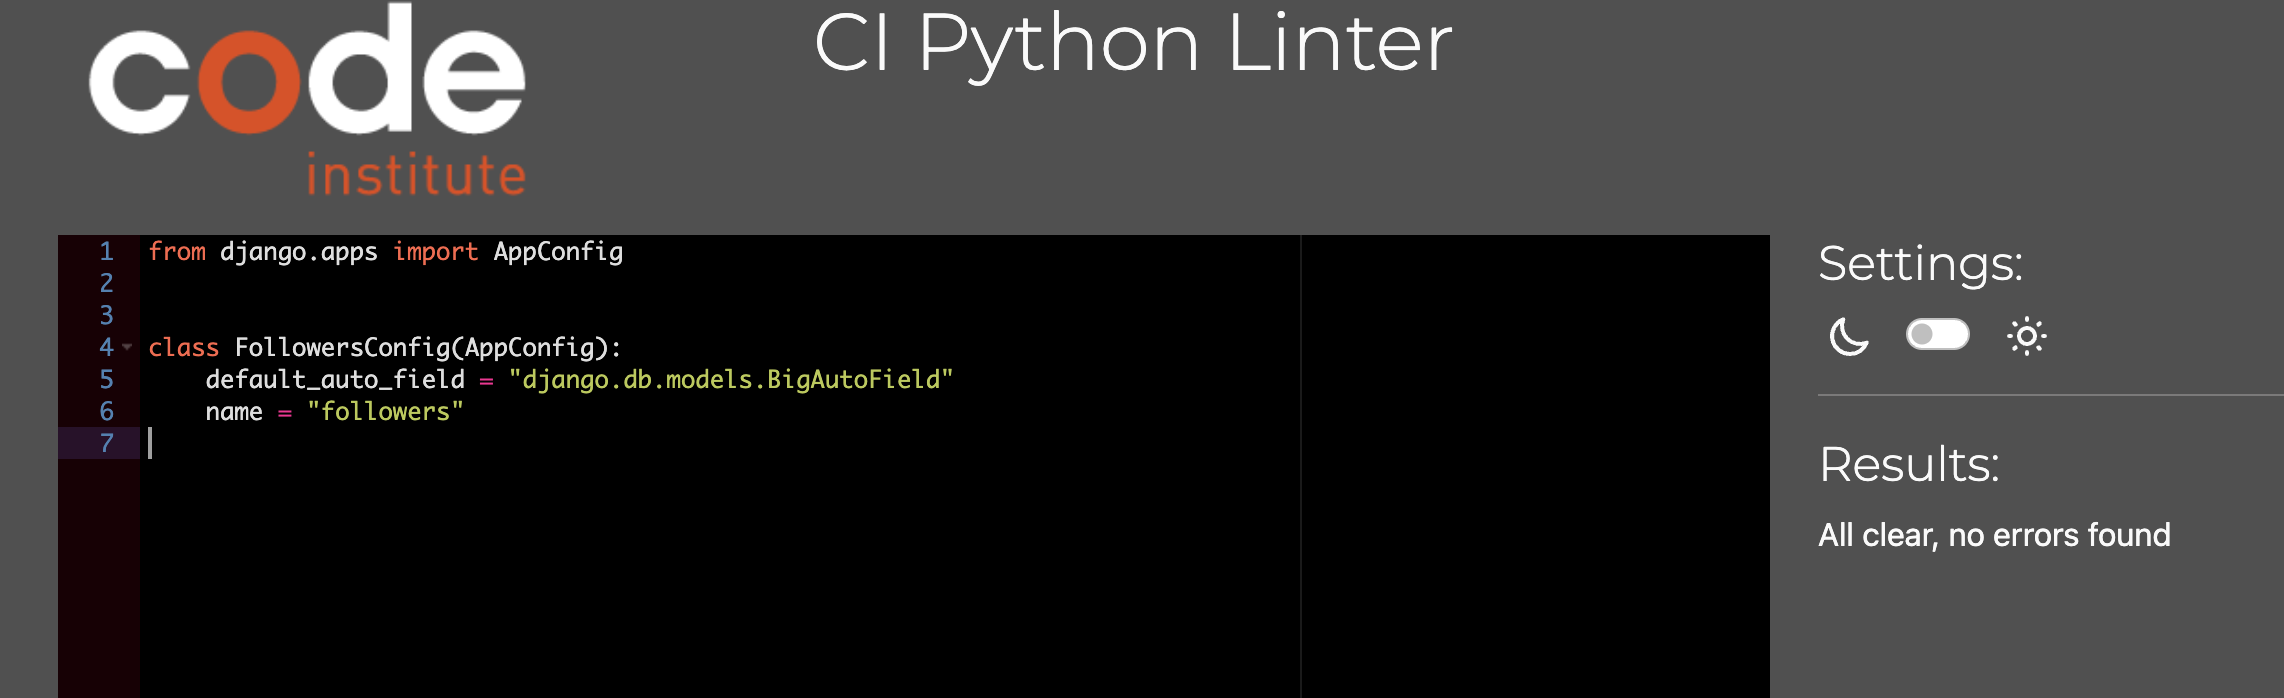 code
institute
CI Python Linter
1 from django.apps import AppConfig
2
3
4 class FollowersConfig(AppConfig):
5     default_auto_field = "django.db.models.BigAutoField"
6     name = "followers"
7
Settings:
Results:
All clear, no errors found